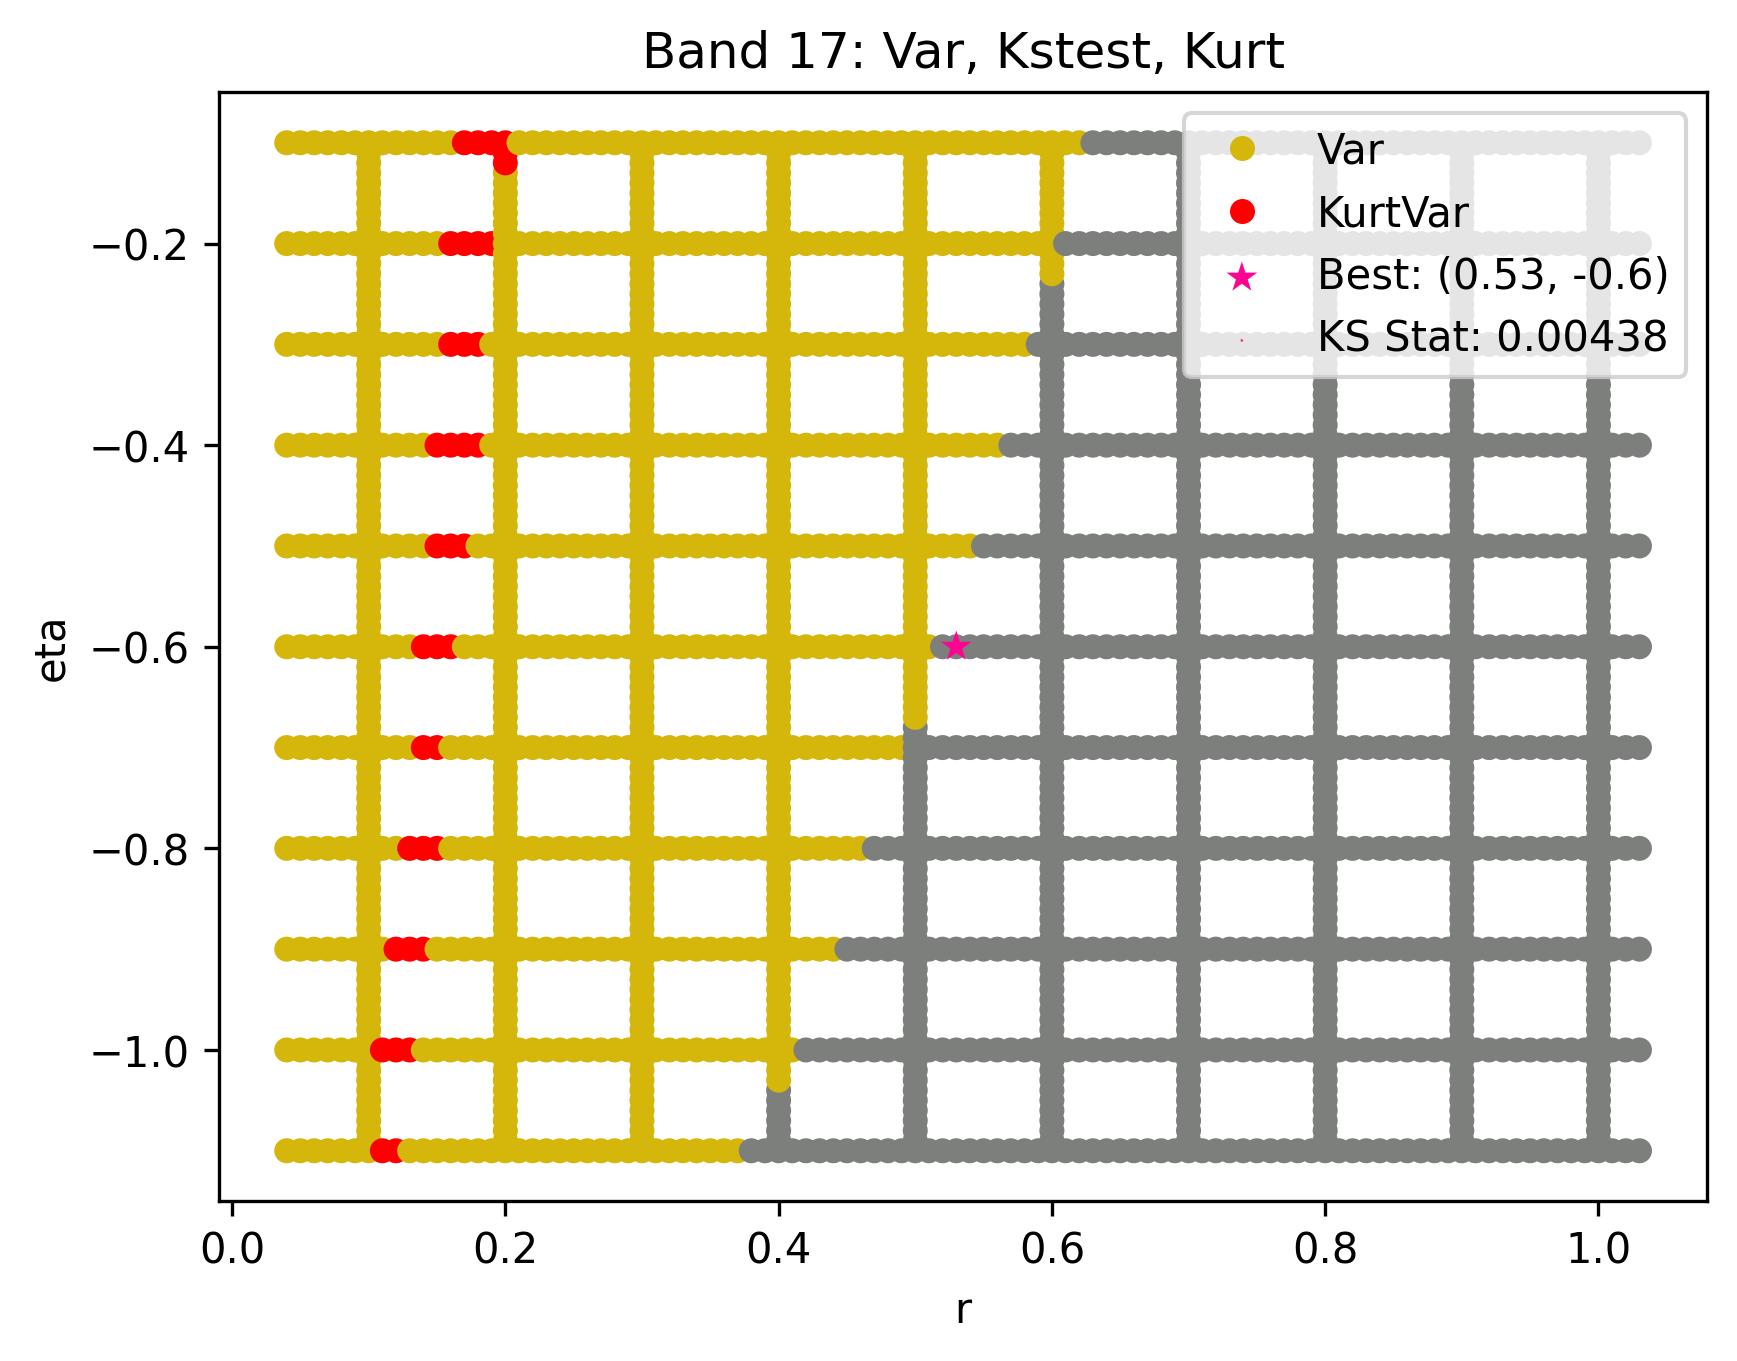 Band 17: Var, Kstest, Kurt
Var
KurtVar
Best: (0.53, -0.6)
KS Stat: 0.00438
−0.2
−0.4
−0.6
−0.8
−1.0
eta
0.0 0.2 0.4 0.6 0.8 1.0
r